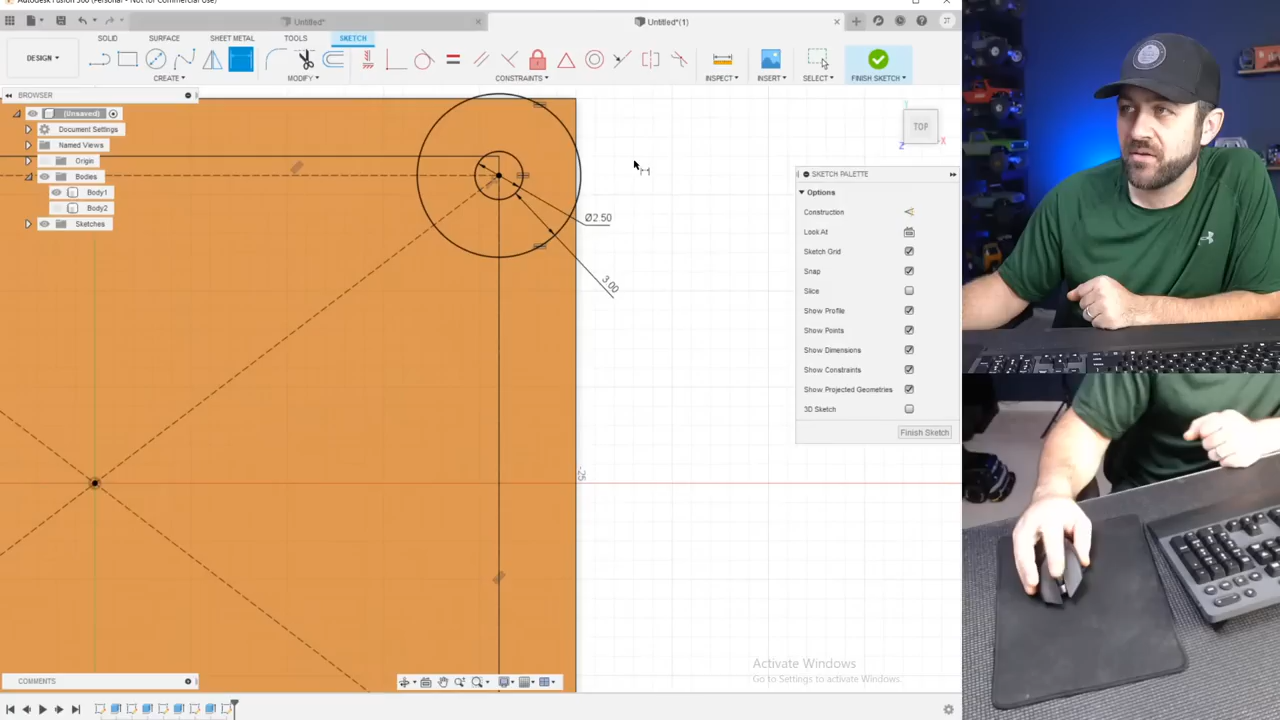 Autodesk Fusion 360 (Personal - Not for Commercial Use)
Untitled*
Untitled*(1)
JT
SOLID
SURFACE
SHEET METAL
TOOLS
SKETCH
DESIGN
CREATE
MODIFY
CONSTRAINTS
INSPECT
INSERT
SELECT
FINISH SKETCH
BROWSER
(Unsaved)
Document Settings
Named Views
Origin
Bodies
Body1
Body2
Sketches
TOP
X
Z
Ø2.50
3.00
-25
SKETCH PALETTE
Options
Construction
Look At
Sketch Grid
Snap
Slice
Show Profile
Show Points
Show Dimensions
Show Constraints
Show Projected Geometries
3D Sketch
Finish Sketch
Activate Windows
Go to Settings to activate Windows.
COMMENTS